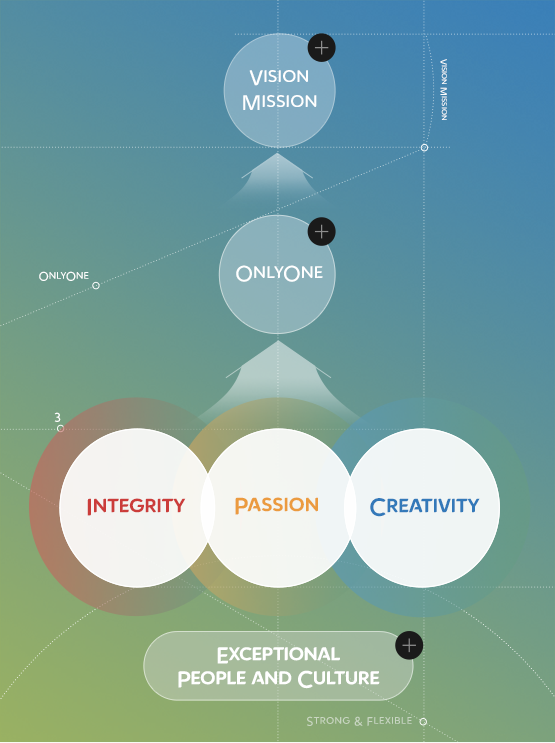 Vision
Mission
Vision Mission
OnlyOne
OnlyOne
3
Integrity
Passion
Creativity
Exceptional
People and Culture
Strong & Flexible